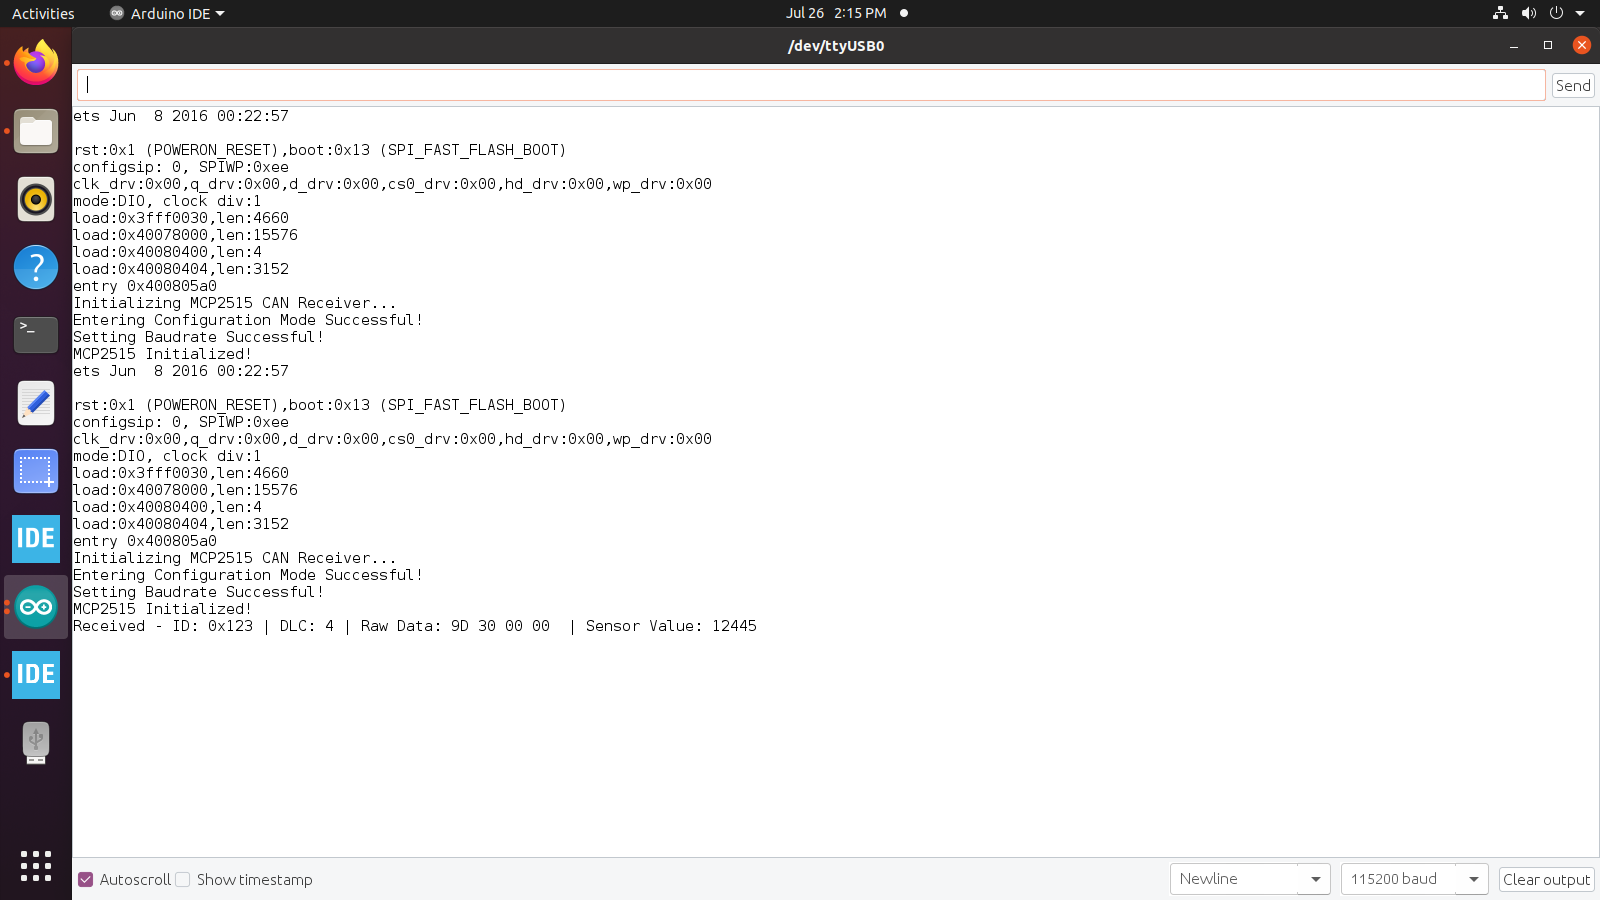 Activities
Arduino IDE
Jul 26 2:15 PM
/dev/ttyUSB0
Send
ets Jun  8 2016 00:22:57
rst:0x1 (POWERON_RESET),boot:0x13 (SPI_FAST_FLASH_BOOT)
configsip: 0, SPIWP:0xee
clk_drv:0x00,q_drv:0x00,d_drv:0x00,cs0_drv:0x00,hd_drv:0x00,wp_drv:0x00
mode:DIO, clock div:1
load:0x3fff0030,len:4660
load:0x40078000,len:15576
load:0x40080400,len:4
load:0x40080404,len:3152
entry 0x400805a0
Initializing MCP2515 CAN Receiver...
Entering Configuration Mode Successful!
Setting Baudrate Successful!
MCP2515 Initialized!
ets Jun  8 2016 00:22:57
rst:0x1 (POWERON_RESET),boot:0x13 (SPI_FAST_FLASH_BOOT)
configsip: 0, SPIWP:0xee
clk_drv:0x00,q_drv:0x00,d_drv:0x00,cs0_drv:0x00,hd_drv:0x00,wp_drv:0x00
mode:DIO, clock div:1
load:0x3fff0030,len:4660
load:0x40078000,len:15576
load:0x40080400,len:4
load:0x40080404,len:3152
entry 0x400805a0
Initializing MCP2515 CAN Receiver...
Entering Configuration Mode Successful!
Setting Baudrate Successful!
MCP2515 Initialized!
Received - ID: 0x123 | DLC: 4 | Raw Data: 9D 30 00 00  | Sensor Value: 12445
>_
IDE
IDE
Autoscroll
Show timestamp
Newline
115200 baud
Clear output